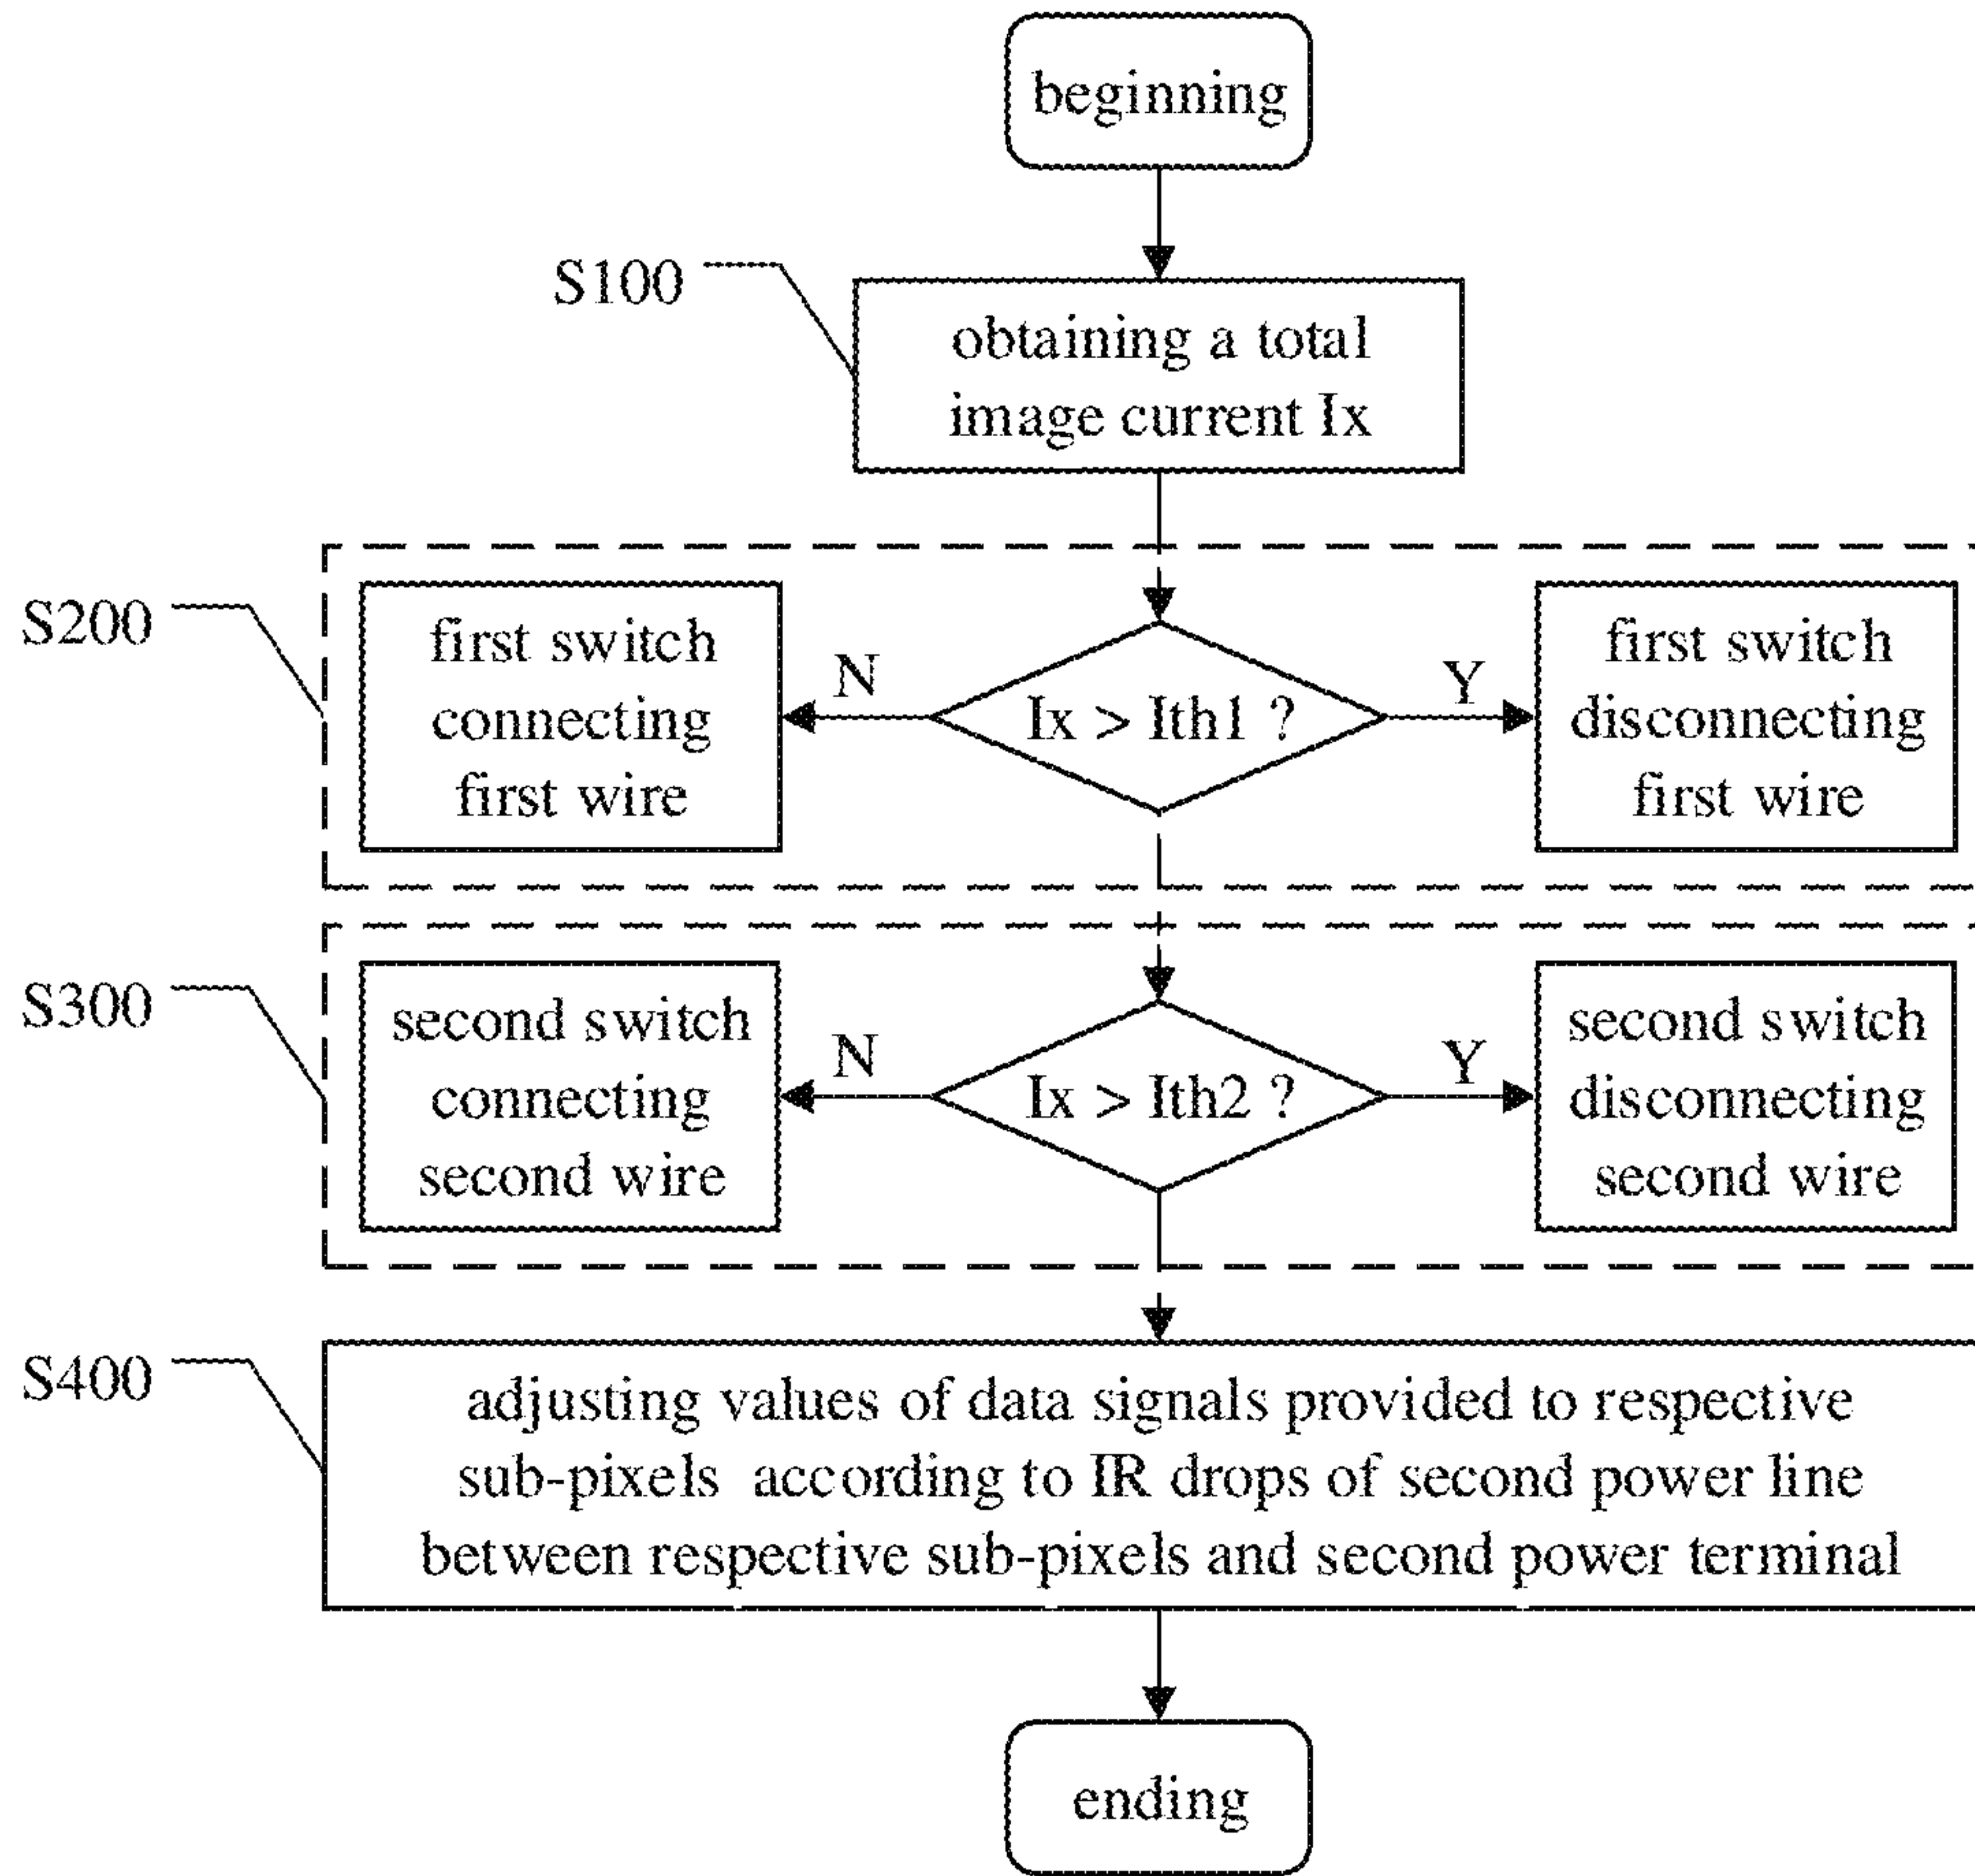 beginning
S100
obtaining a total
image current Ix
S200
first switch
connecting
first wire
N
Ix > Ith1 ?
Y
first switch
disconnecting
first wire
S300
second switch
connecting
second wire
N
Ix > Ith2 ?
Y
second switch
disconnecting
second wire
S400
adjusting values of data signals provided to respective
sub-pixels according to IR drops of second power line
between respective sub-pixels and second power terminal
ending